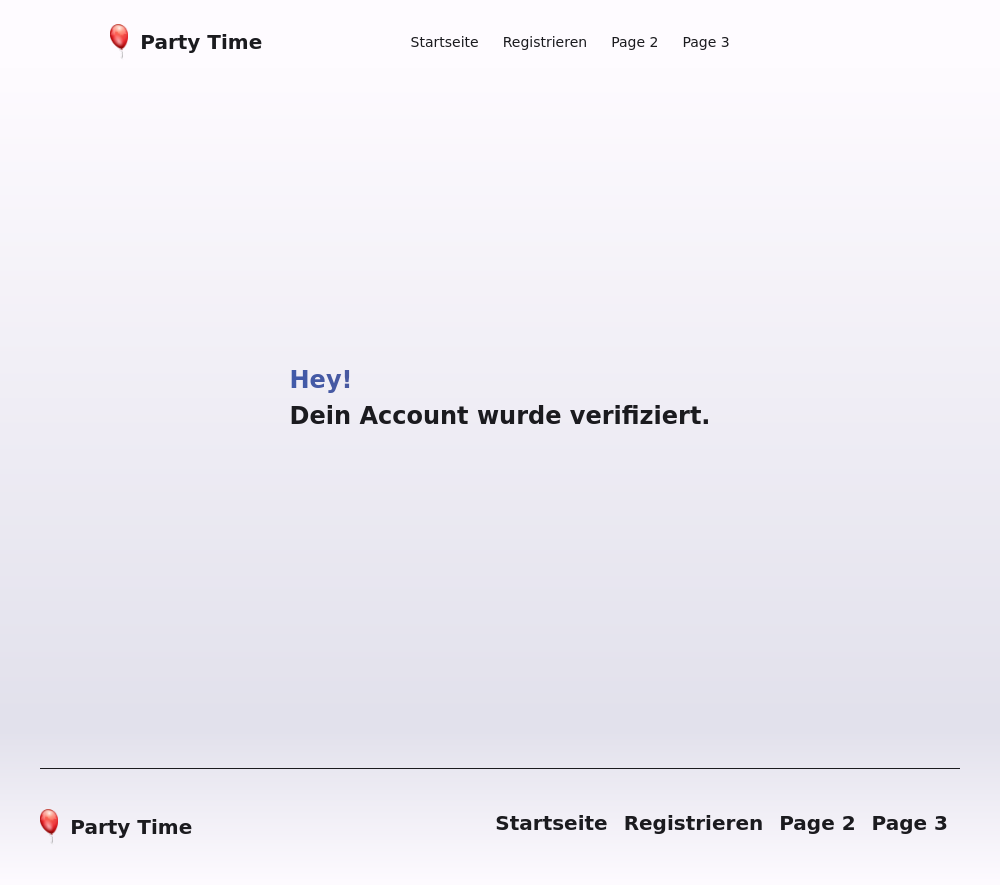 Party Time
Startseite Registrieren Page 2 Page 3
Hey!
Dein Account wurde verifiziert.
Party Time
Startseite Registrieren Page 2 Page 3